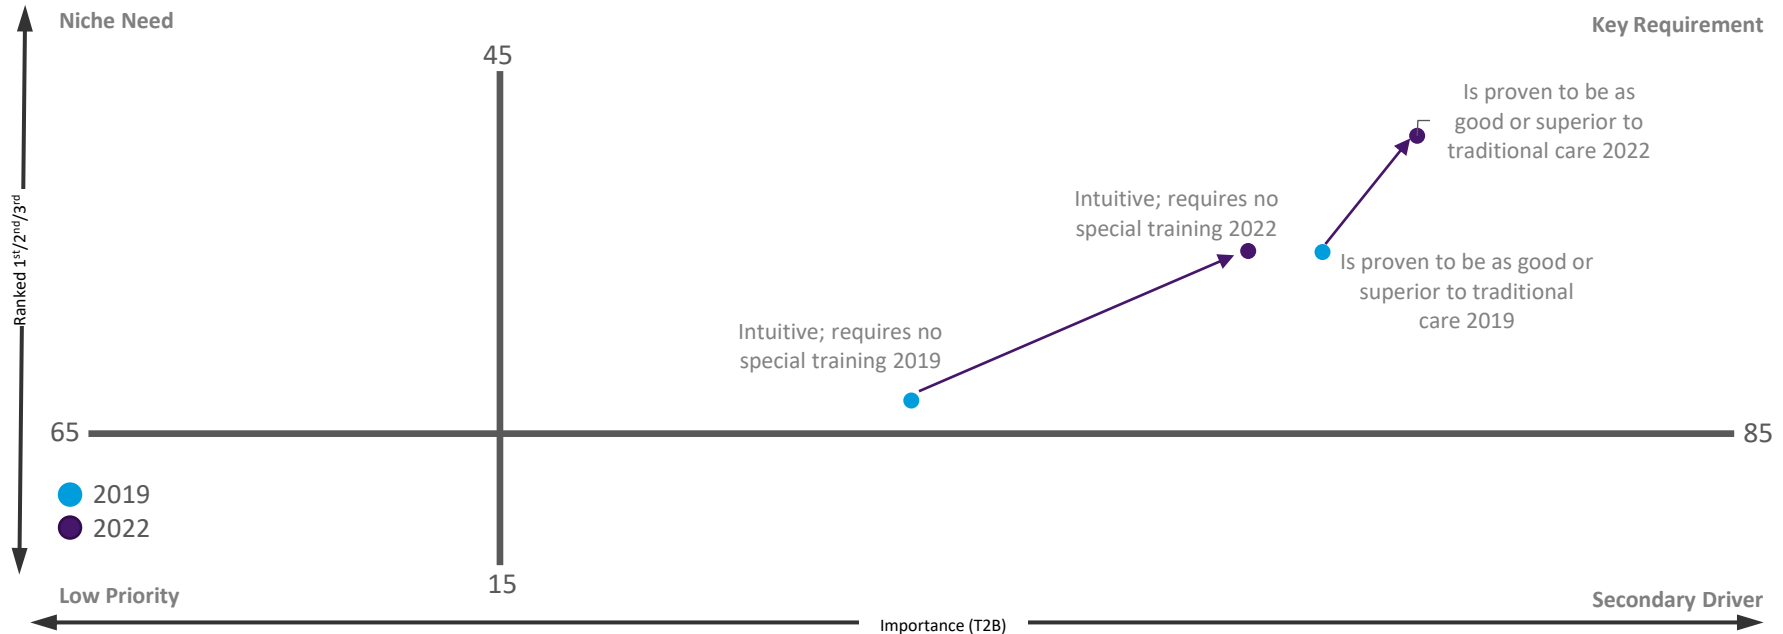 Niche Need
Key Requirement
45
Is proven to be as
good or superior to
traditional care 2022
Intuitive; requires no
special training 2022
Ranked 1st/2nd/3rd
Is proven to be as good or
superior to traditional
care 2019
Intuitive; requires no
special training 2019
65
85
2019
2022
15
Low Priority
Secondary Driver
Importance (T2B)